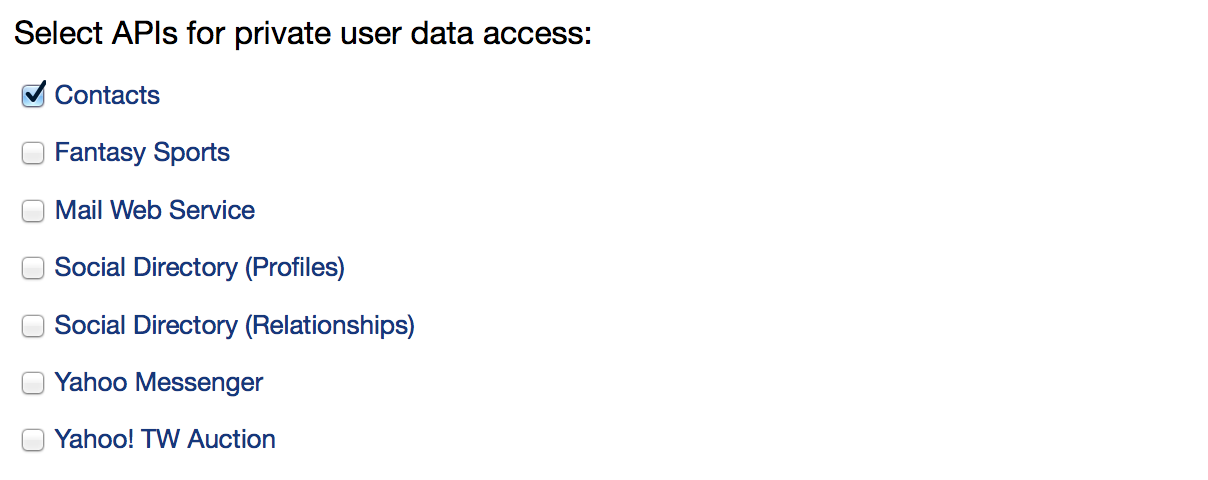 Select APIs for private user data access:
Contacts
Fantasy Sports
Mail Web Service
Social Directory (Profiles)
Social Directory (Relationships)
Yahoo Messenger
Yahoo! TW Auction